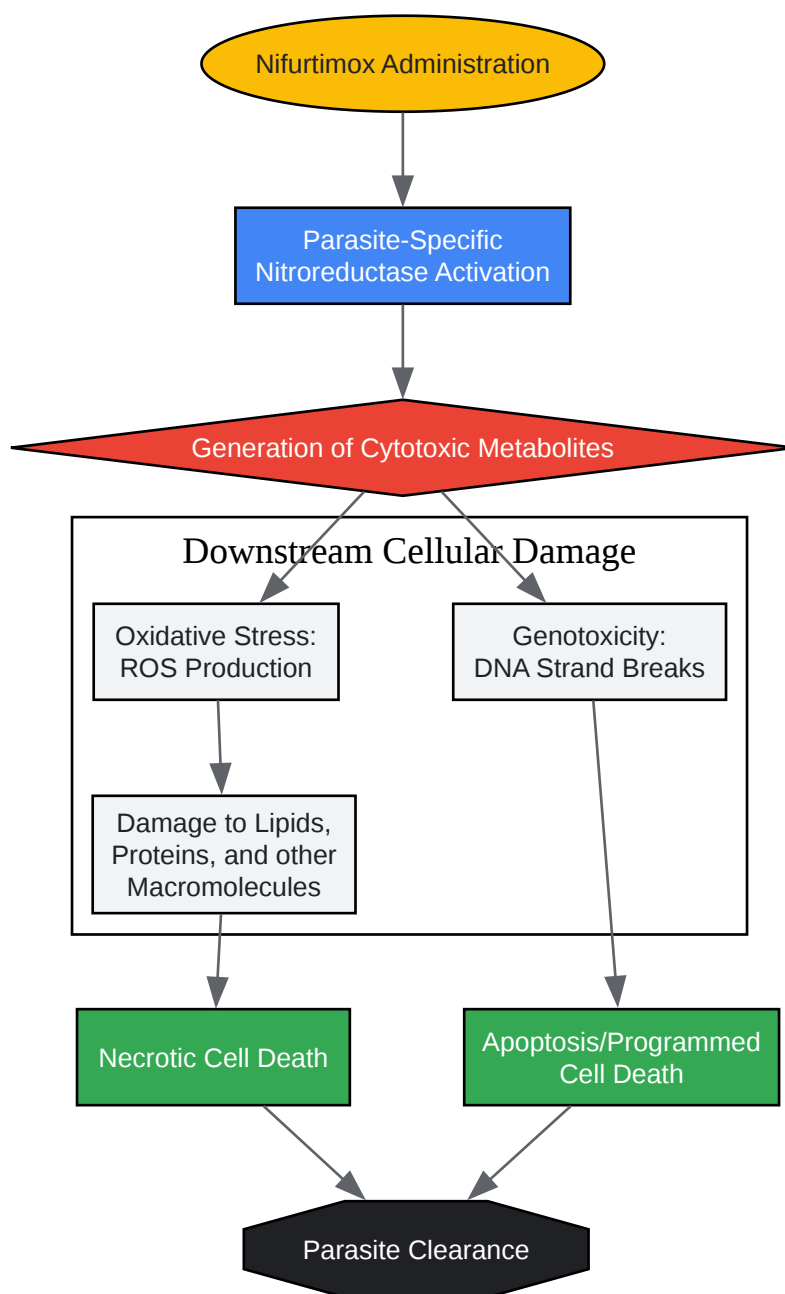 Nifurtimox Administration
Parasite-Specific
Nitroreductase Activation
Generation of Cytotoxic Metabolites
Downstream Cellular Damage
Oxidative Stress:
ROS Production
Genotoxicity:
DNA Strand Breaks
Damage to Lipids,
Proteins, and other
Macromolecules
Necrotic Cell Death
Apoptosis/Programmed
Cell Death
Parasite Clearance